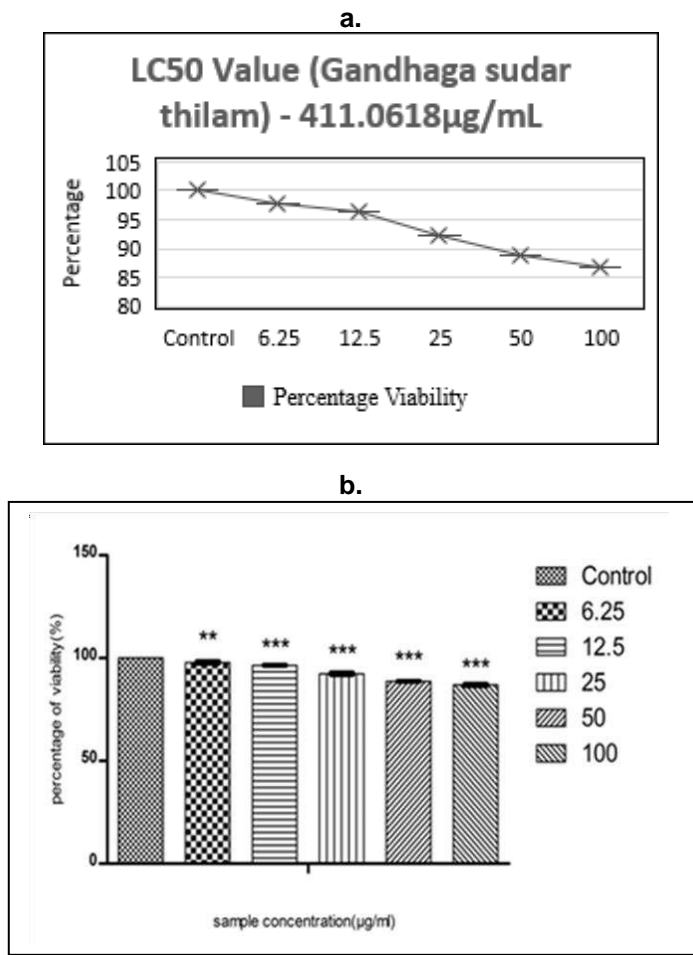 a.
LC50 Value (Gandhaga sudar
thilam) - 411.0618µg/mL
Percentage
105
100
95
90
85
80
Control 6.25 12.5 25 50 100
Percentage Viability
b.
percentage of viability(%)
150
100
50
0
** *** *** *** ***
sample concentration(µg/ml)
Control
6.25
12.5
25
50
100